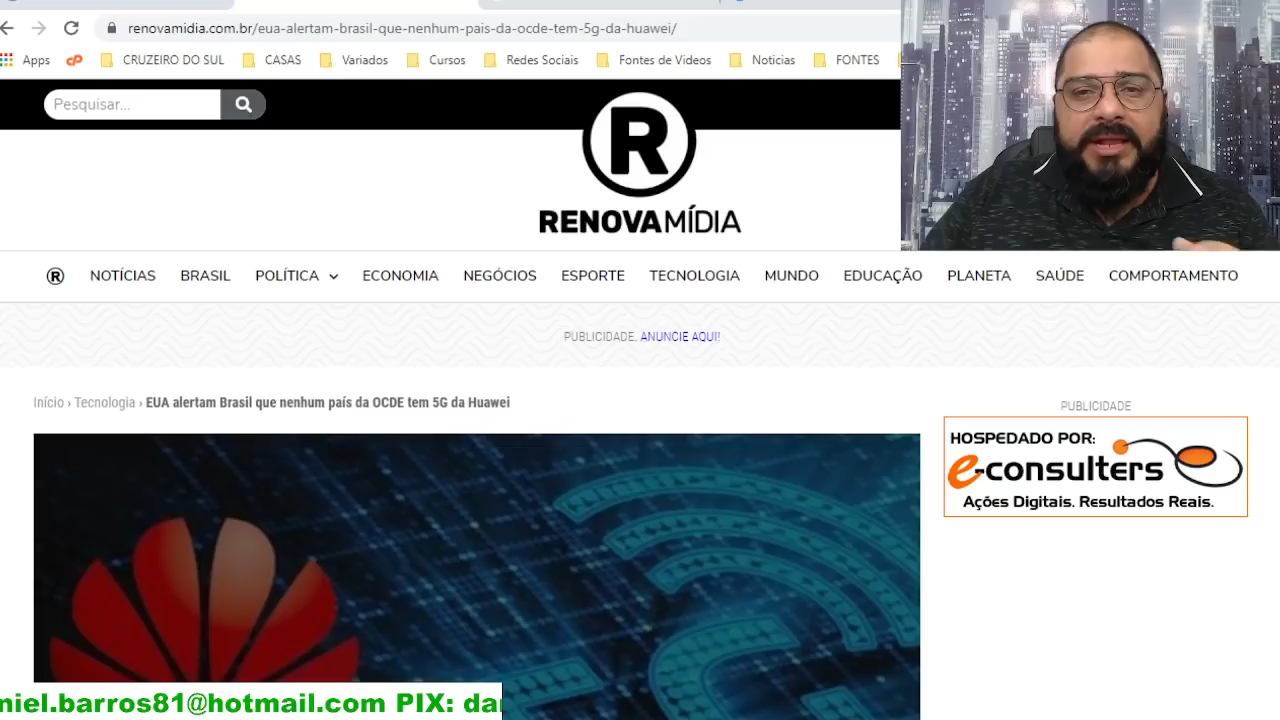 renovamidia.com.br/eua-alertam-brasil-que-nenhum-pais-da-ocde-tem-5g-da-huawei/
Apps CRUZEIRO DO SUL CASAS Variados Cursos Redes Sociais Fontes de Videos Noticias FONTES
Pesquisar...
R
RENOVAMÍDIA
R NOTÍCIAS BRASIL POLÍTICA ECONOMIA NEGÓCIOS ESPORTE TECNOLOGIA MUNDO EDUCAÇÃO PLANETA SAÚDE COMPORTAMENTO
PUBLICIDADE. ANUNCIE AQUI!
Início › Tecnologia › EUA alertam Brasil que nenhum país da OCDE tem 5G da Huawei
PUBLICIDADE
HOSPEDADO POR:
e-consulters
Ações Digitais. Resultados Reais.
5G
niel.barros81@hotmail.com PIX: da